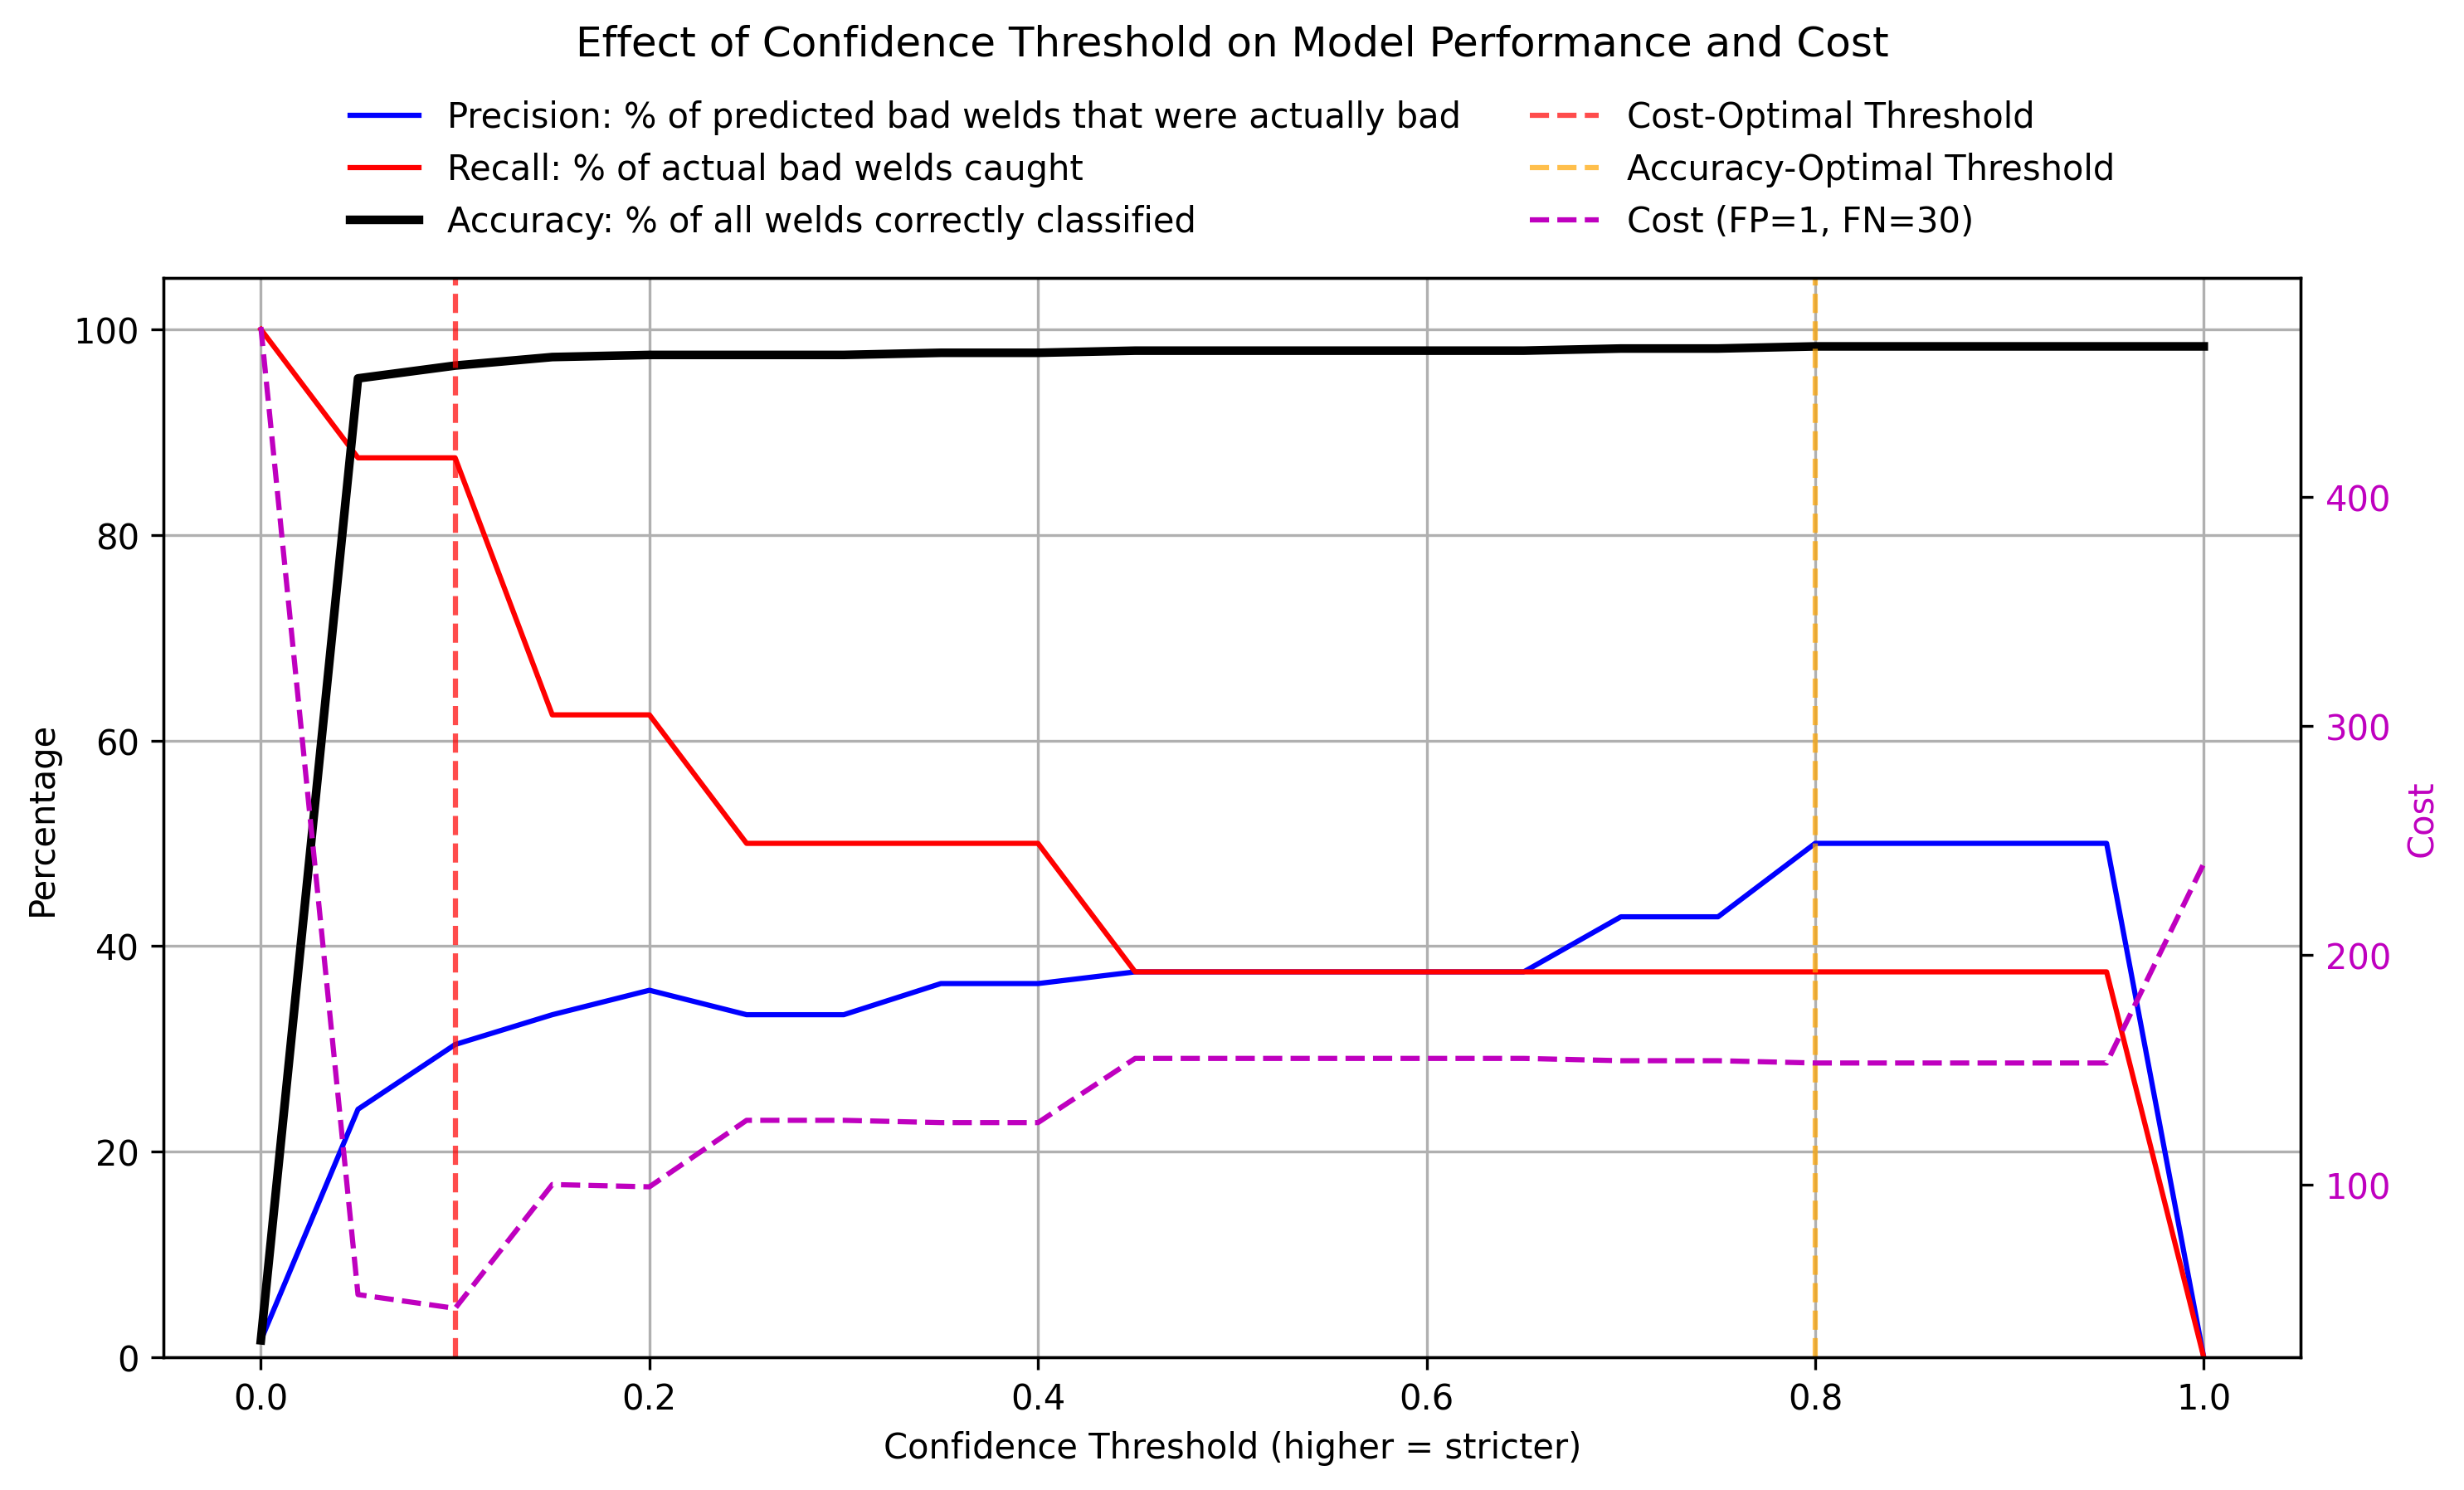 Effect of Confidence Threshold on Model Performance and Cost
Precision: % of predicted bad welds that were actually bad
Recall: % of actual bad welds caught
Accuracy: % of all welds correctly classified
Cost-Optimal Threshold
Accuracy-Optimal Threshold
Cost (FP=1, FN=30)
Percentage
100
80
60
40
20
0
400
300
200
100
Cost
0.0
0.2
0.4
0.6
0.8
1.0
Confidence Threshold (higher = stricter)